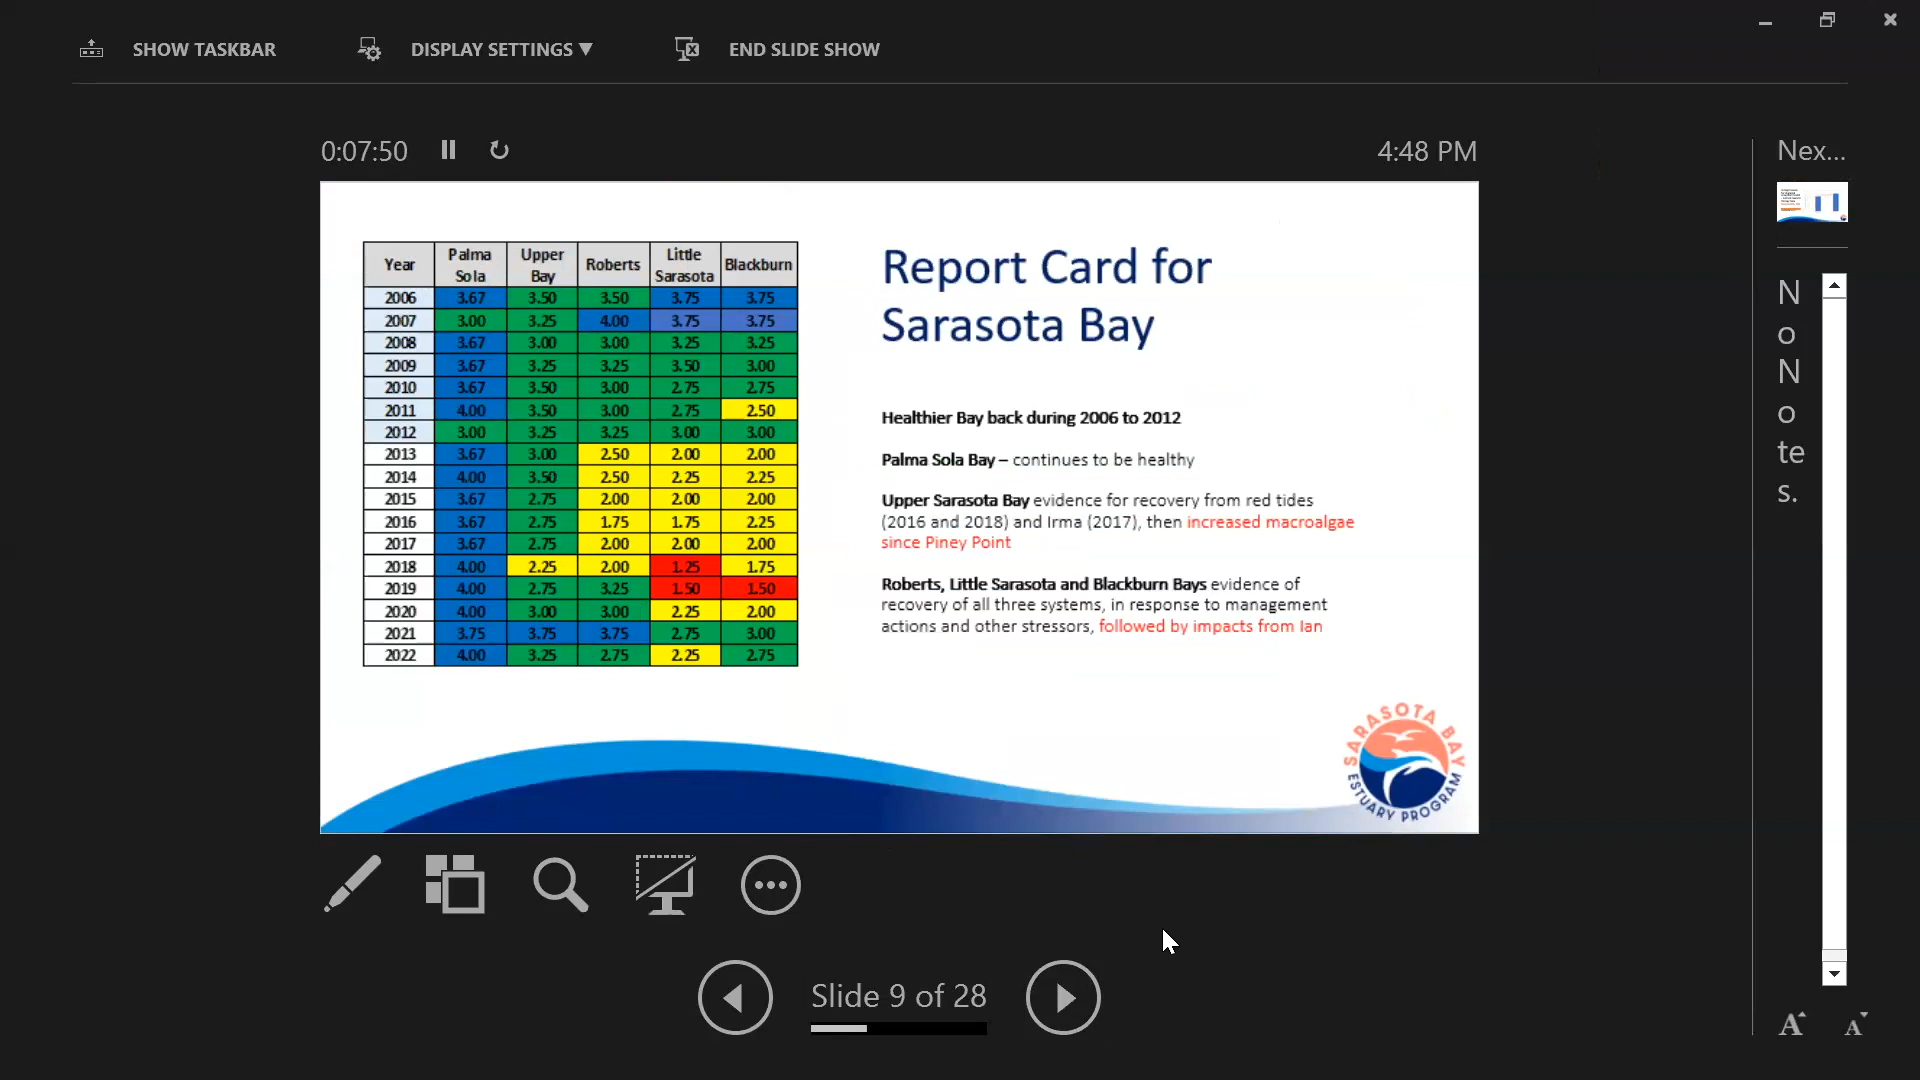 SHOW TASKBAR
DISPLAY SETTINGS ▼
END SLIDE SHOW
0:07:50
4:48 PM
Nex...
Year Palma Sola Upper Bay Roberts Little Sarasota Blackburn
2006 3.67 3.50 3.50 3.75 3.75
2007 3.00 3.25 4.00 3.75 3.75
2008 3.67 3.00 3.00 3.25 3.25
2009 3.67 3.25 3.25 3.50 3.00
2010 3.67 3.50 3.00 2.75 2.75
2011 4.00 3.50 3.00 2.75 2.50
2012 3.00 3.25 3.25 3.00 3.00
2013 3.67 3.00 2.50 2.00 2.00
2014 4.00 3.50 2.50 2.25 2.25
2015 3.67 2.75 2.00 2.00 2.00
2016 3.67 2.75 1.75 1.75 2.25
2017 3.67 2.75 2.00 2.00 2.00
2018 4.00 2.25 2.00 1.25 1.75
2019 4.00 2.75 3.25 1.50 1.50
2020 4.00 3.00 3.00 2.25 2.00
2021 3.75 3.75 3.75 2.75 3.00
2022 4.00 3.25 2.75 2.25 2.75
Report Card for
Sarasota Bay
Healthier Bay back during 2006 to 2012
Palma Sola Bay – continues to be healthy
Upper Sarasota Bay evidence for recovery from red tides
(2016 and 2018) and Irma (2017), then increased macroalgae
since Piney Point
Roberts, Little Sarasota and Blackburn Bays evidence of
recovery of all three systems, in response to management
actions and other stressors, followed by impacts from Ian
SARASOTA BAY
ESTUARY PROGRAM
N
o
N
o
te
s.
Slide 9 of 28
A A